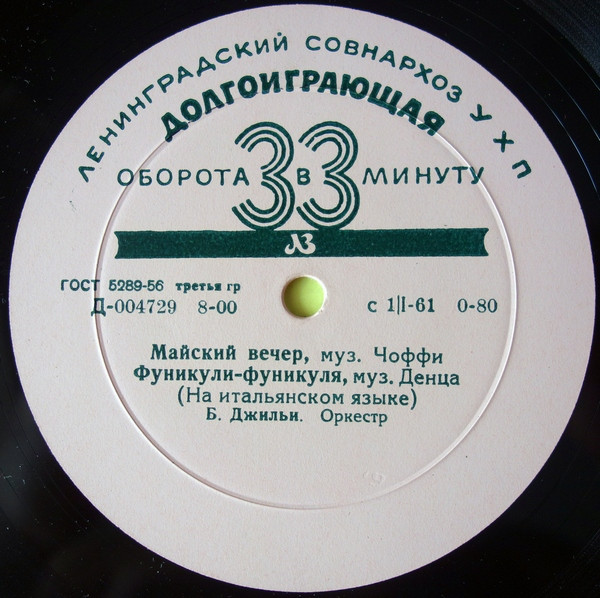 ЛЕНИНГРАДСКИЙ СОВНАРХОЗ УХП
ДОЛГОИГРАЮЩАЯ
ОБОРОТА 33 В МИНУТУ
ЛЗ
ГОСТ 5289-56 третья гр
Д-004729 8-00 с 1|I-61 0-80
Майский вечер, муз. Чоффи
Фуникули-фуникуля, муз. Денца
(На итальянском языке)
Б. Джильи. Оркестр